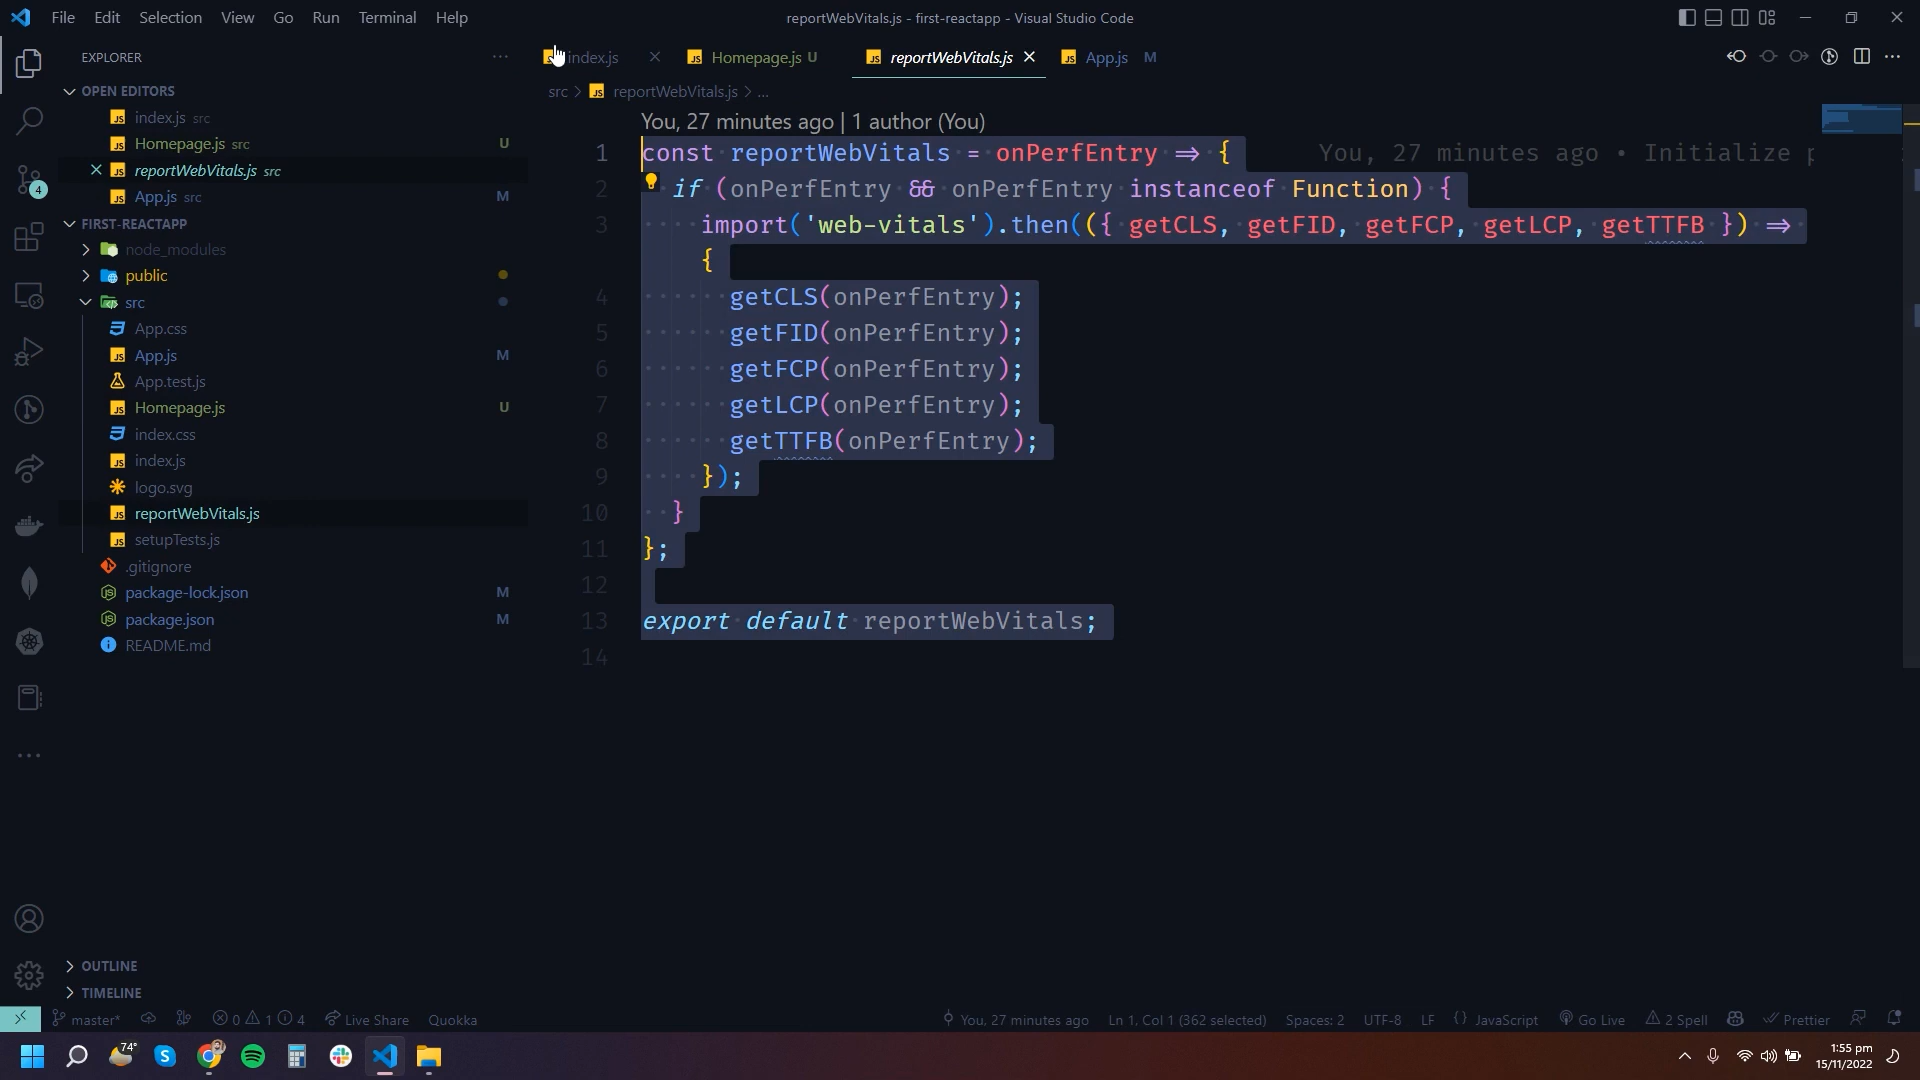 File Edit Selection View Go Run Terminal Help
reportWebVitals.js - first-reactapp - Visual Studio Code
EXPLORER
index.js
Homepage.js U
reportWebVitals.js
App.js M
OPEN EDITORS
index.js src
Homepage.js src U
reportWebVitals.js src
App.js src M
FIRST-REACTAPP
node_modules
public
src
App.css
App.js M
App.test.js
Homepage.js U
index.css
index.js
logo.svg
reportWebVitals.js
setupTests.js
.gitignore
package-lock.json M
package.json M
README.md
OUTLINE
TIMELINE
4
src > reportWebVitals.js > ...
You, 27 minutes ago | 1 author (You)
1 const reportWebVitals = onPerfEntry => { You, 27 minutes ago • Initialize p
2 if (onPerfEntry && onPerfEntry instanceof Function) {
3 import('web-vitals').then(({ getCLS, getFID, getFCP, getLCP, getTTFB }) =>
{
4 getCLS(onPerfEntry);
5 getFID(onPerfEntry);
6 getFCP(onPerfEntry);
7 getLCP(onPerfEntry);
8 getTTFB(onPerfEntry);
9 });
10 }
11 };
12
13 export default reportWebVitals;
14
master* 0 1 4 Live Share Quokka You, 27 minutes ago Ln 1, Col 1 (362 selected) Spaces: 2 UTF-8 LF {} JavaScript Go Live 2 Spell Prettier
74°
1:55 pm
15/11/2022